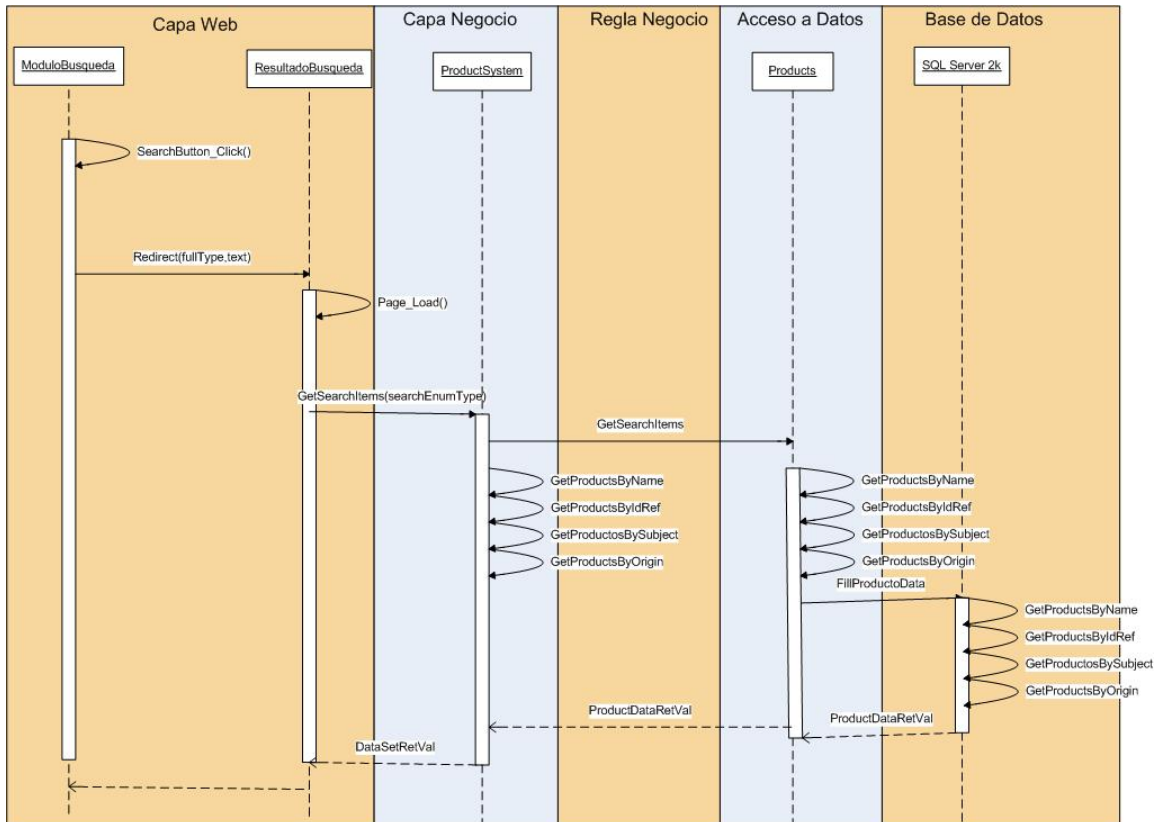 Capa Web
Capa Negocio
Regla Negocio
Acceso a Datos
Base de Datos
ModuloBusqueda
ResultadoBusqueda
ProductSystem
Products
SQL Server 2k
SearchButton_Click()
Redirect(fullType,text)
Page_Load()
GetSearchItems(searchEnumType)
GetSearchItems
GetProductsByName
GetProductsByIdRef
GetProductosBySubject
GetProductsByOrigin
GetProductsByName
GetProductsByIdRef
GetProductosBySubject
GetProductsByOrigin
FillProductoData
GetProductsByName
GetProductsByIdRef
GetProductosBySubject
GetProductsByOrigin
ProductDataRetVal
ProductDataRetVal
DataSetRetVal